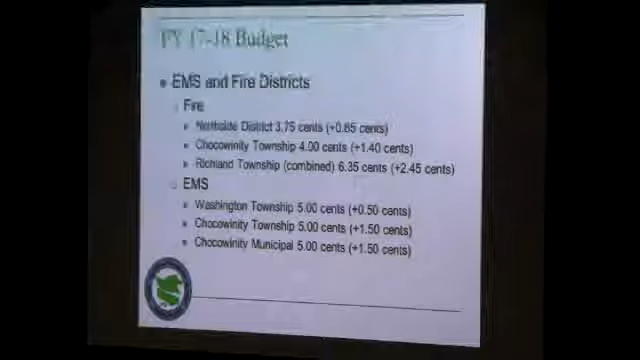 FY 17-18 Budget
EMS and Fire Districts
Fire
Northside District 3.75 cents (+0.85 cents)
Chocowinity Township 4.00 cents (+1.40 cents)
Richland Township (combined) 6.35 cents (+2.45 cents)
EMS
Washington Township 5.00 cents (+0.50 cents)
Chocowinity Township 5.00 cents (+1.50 cents)
Chocowinity Municipal 5.00 cents (+1.50 cents)